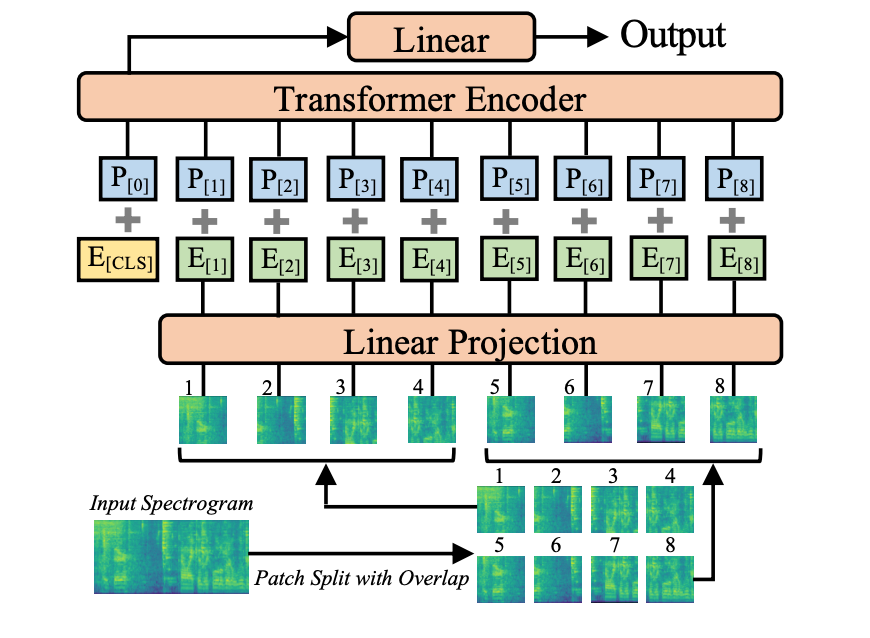 Linear
Output
Transformer Encoder
P[0] P[1] P[2] P[3] P[4] P[5] P[6] P[7] P[8]
+ + + + + + + + +
E[CLS] E[1] E[2] E[3] E[4] E[5] E[6] E[7] E[8]
Linear Projection
1 2 3 4 5 6 7 8
1 2 3 4
Input Spectrogram
5 6 7 8
Patch Split with Overlap